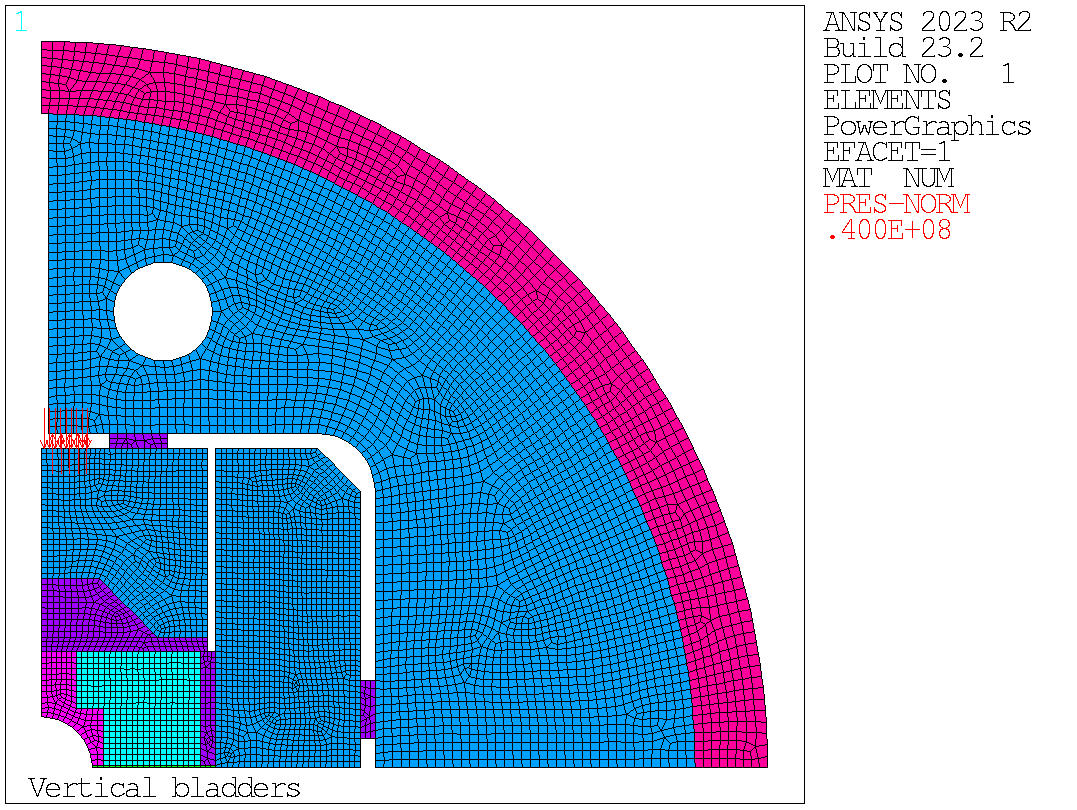 1
ANSYS 2023 R2
Build 23.2
PLOT NO.   1
ELEMENTS
PowerGraphics
EFACET=1
MAT  NUM
PRES-NORM
.400E+08
Vertical bladders